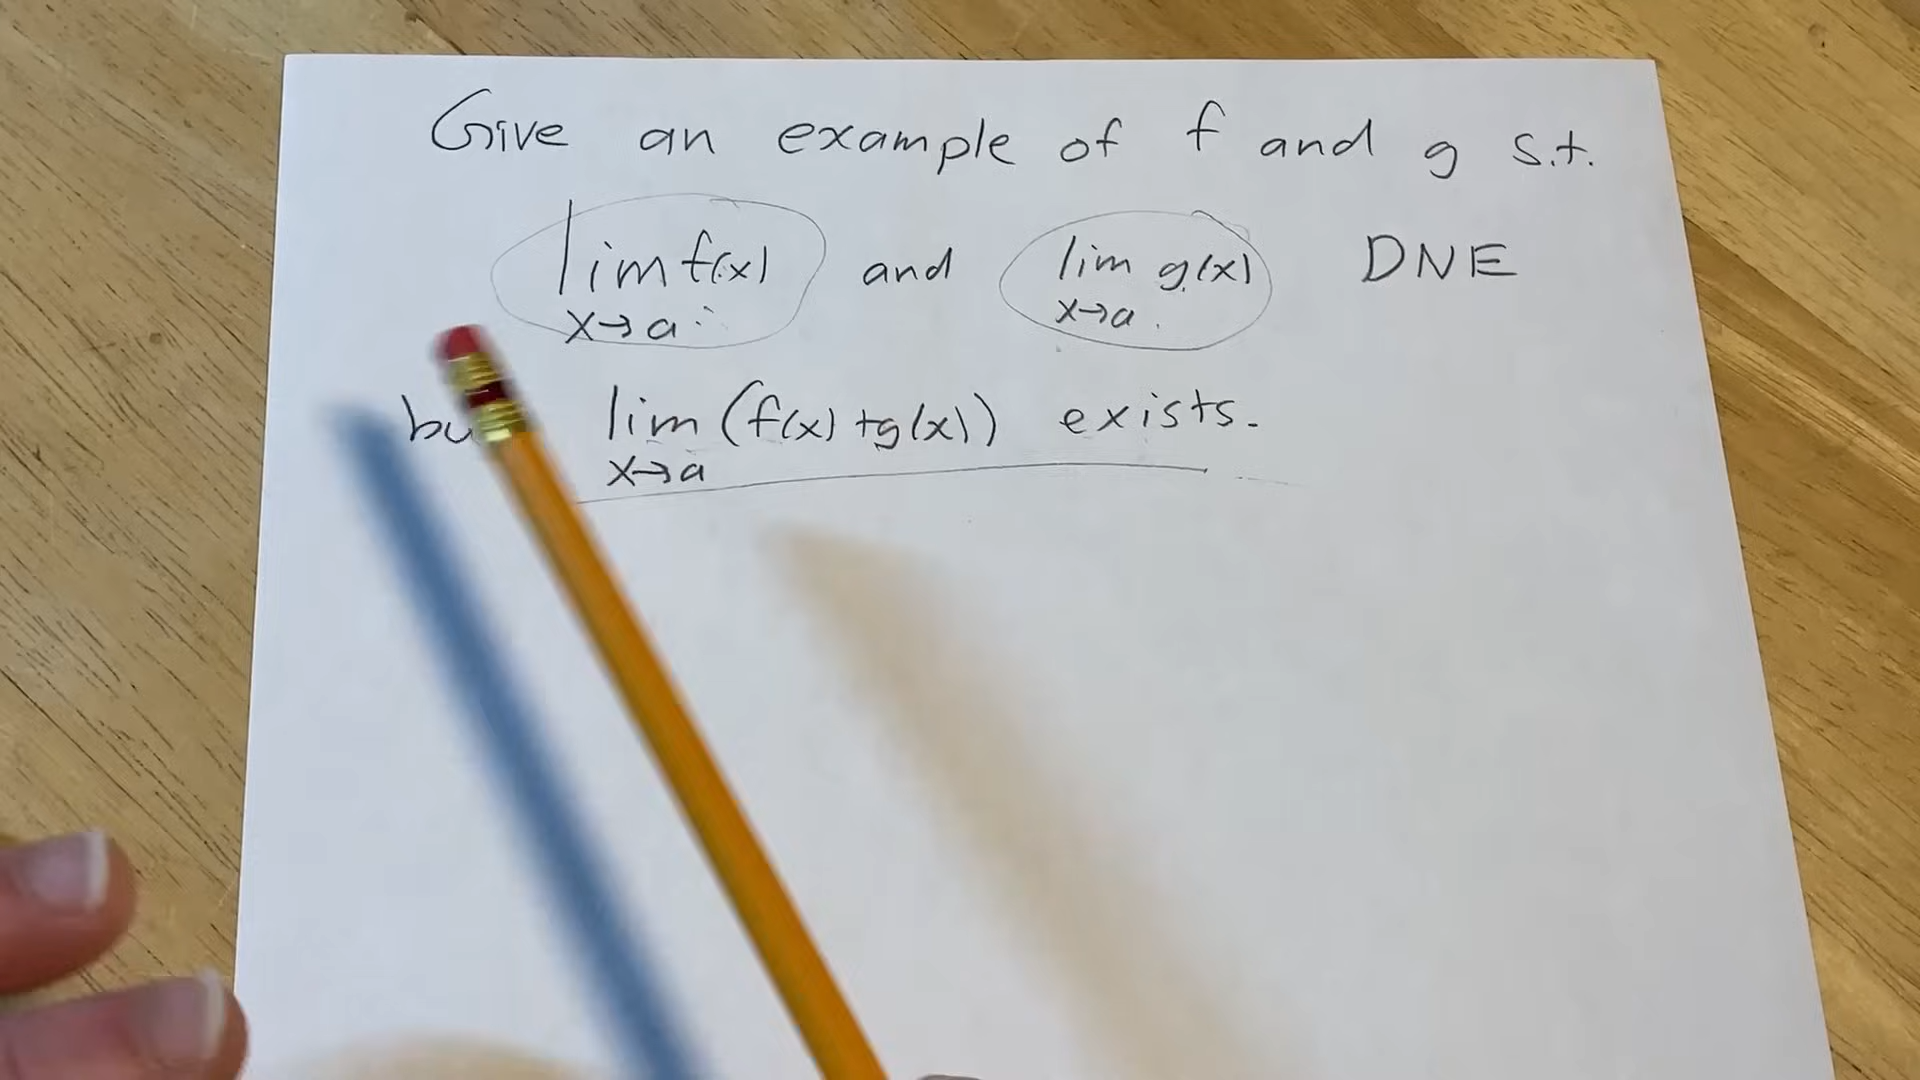 Give an example of f and g s.t.
lim f(x) and lim g(x) DNE
x→a x→a
lim (f(x)+g(x)) exists.
x→a